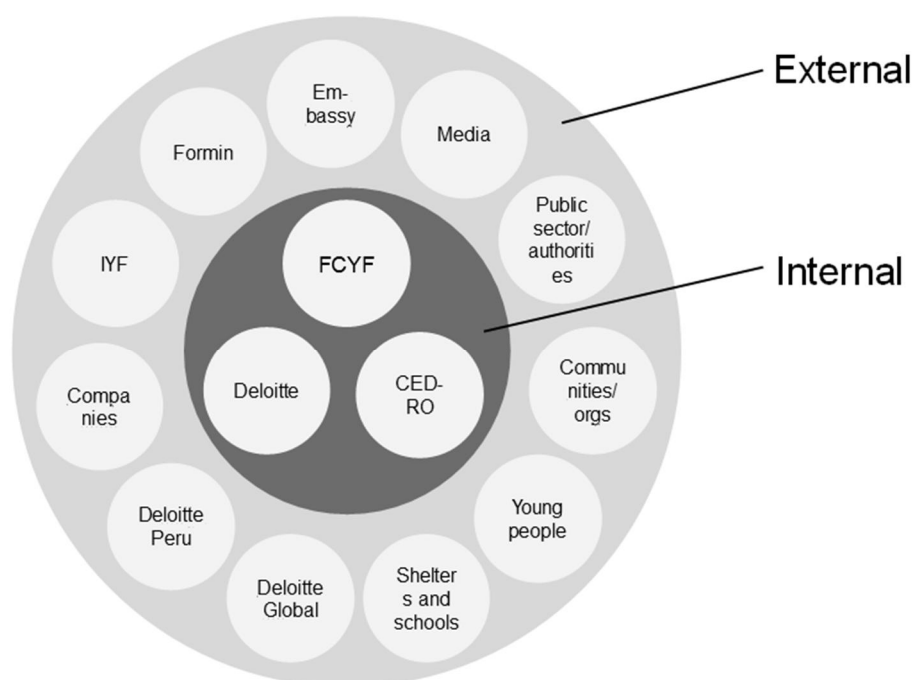 External
Em-
bassy
Media
Formin
Public
sector/
authoriti
es
IYF
FCYF
Internal
Deloitte
CED-
RO
Commu
nities/
orgs
Compa
nies
Young
people
Deloitte
Peru
Deloitte
Global
Shelter
s and
schools